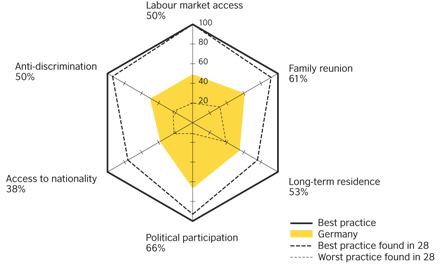 Labour market access
50%
100
80
60
40
20
Anti-discrimination
50%
Family reunion
61%
Access to nationality
38%
Long-term residence
53%
Political participation
66%
Best practice
Germany
Best practice found in 28
Worst practice found in 28